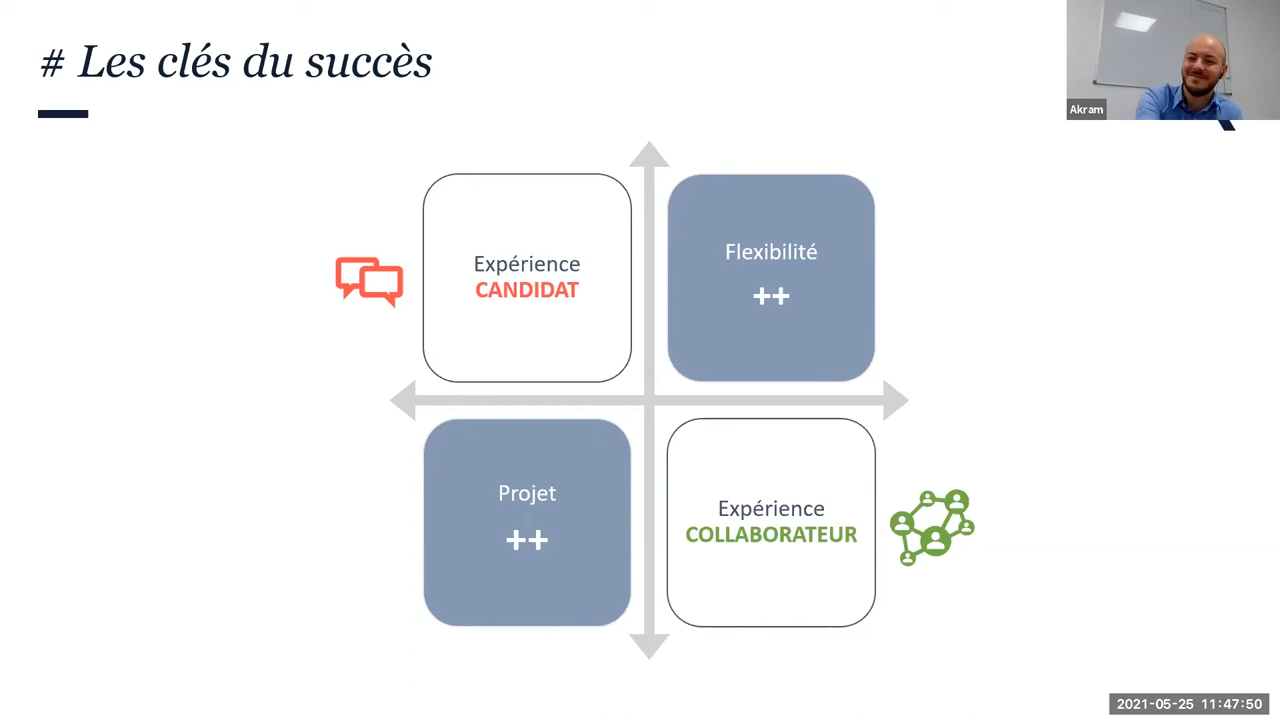 # Les clés du succès
Akram
Expérience
CANDIDAT
Flexibilité
++
Projet
++
Expérience
COLLABORATEUR
2021-05-25 11:47:50